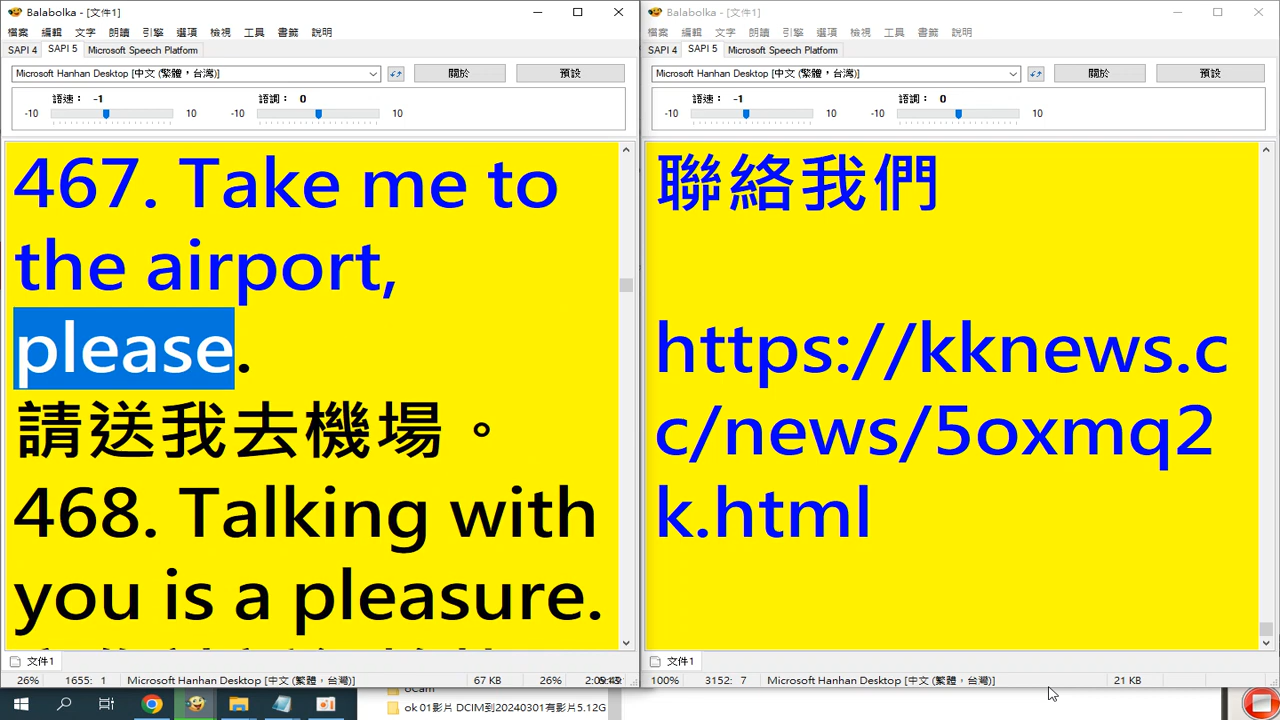 Balabolka - [文件1]
檔案 編輯 文字 朗讀 引擎 選項 檢視 工具 書籤 說明
SAPI 4 SAPI 5 Microsoft Speech Platform
Microsoft Hanhan Desktop [中文 (繁體，台灣)] 關於 預設
語速： -1 語調： 0
-10 10 -10 10
467. Take me to
the airport,
please.
請送我去機場。
468. Talking with
you is a pleasure.
文件1
26% 1655: 1 Microsoft Hanhan Desktop [中文 (繁體，台灣)] 67 KB 26%
Balabolka - [文件1]
檔案 編輯 文字 朗讀 引擎 選項 檢視 工具 書籤 說明
SAPI 4 SAPI 5 Microsoft Speech Platform
Microsoft Hanhan Desktop [中文 (繁體，台灣)] 關於 預設
語速： -1 語調： 0
-10 10 -10 10
聯絡我們
https://kknews.c
c/news/5oxmq2
k.html
文件1
100% 3152: 7 Microsoft Hanhan Desktop [中文 (繁體，台灣)] 21 KB
oCam
ok 01影片 DCIM到20240301有影片5.12G